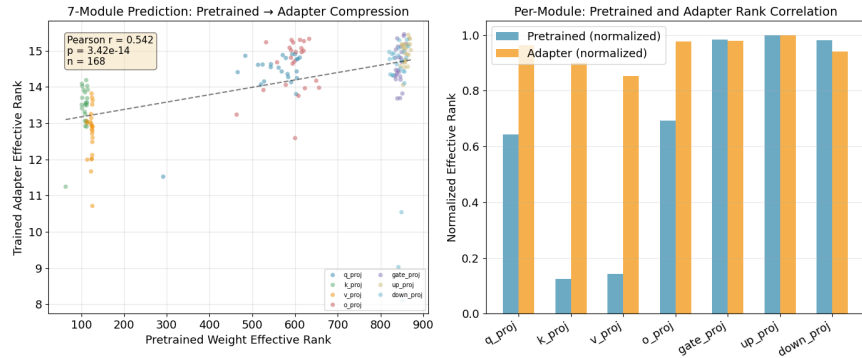 7-Module Prediction: Pretrained → Adapter Compression
Pearson r = 0.542
p = 3.42e-14
n = 168
Trained Adapter Effective Rank
15
14
13
12
11
10
9
8
q_proj
k_proj
v_proj
o_proj
gate_proj
up_proj
down_proj
100
200
300
400
500
600
700
800
900
Pretrained Weight Effective Rank
Per-Module: Pretrained and Adapter Rank Correlation
Pretrained (normalized)
Adapter (normalized)
Normalized Effective Rank
1.0
0.8
0.6
0.4
0.2
0.0
q_proj
k_proj
v_proj
o_proj
gate_proj
up_proj
down_proj